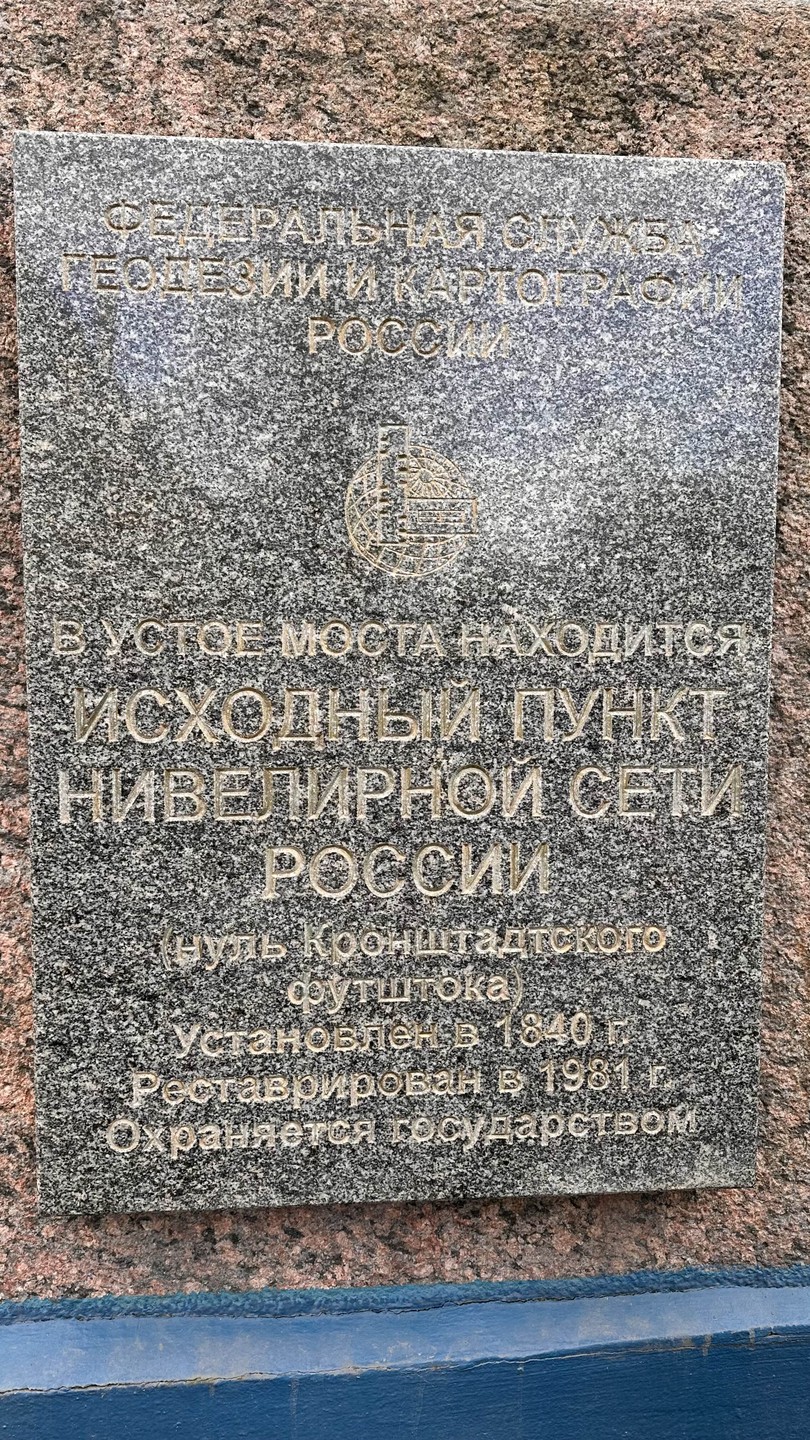 ФЕДЕРАЛЬНАЯ СЛУЖБА
ГЕОДЕЗИИ И КАРТОГРАФИИ
РОССИИ
В УСТОЕ МОСТА НАХОДИТСЯ
ИСХОДНЫЙ ПУНКТ
НИВЕЛИРНОЙ СЕТИ
РОССИИ
(нуль Кронштадтского
футштока)
Установлен в 1840 г.
Реставрирован в 1981 г.
Охраняется государством